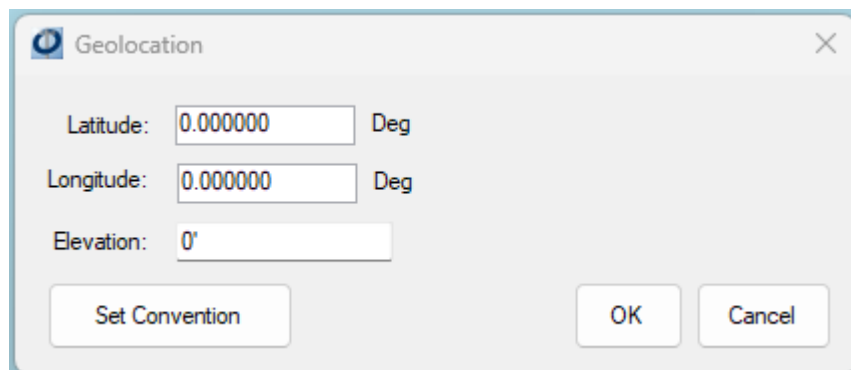 Geolocation
Latitude: 0.000000 Deg
Longitude: 0.000000 Deg
Elevation: 0'
Set Convention OK Cancel